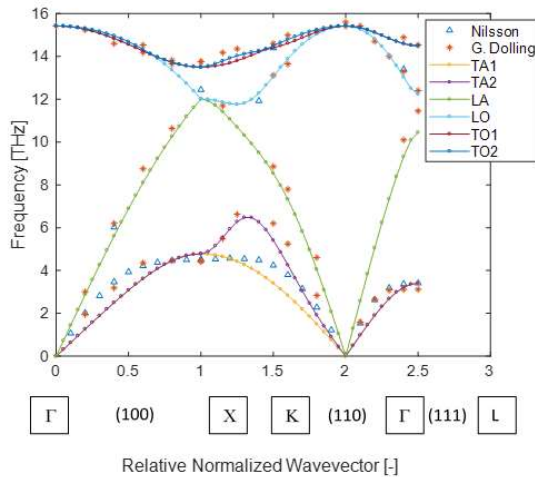 16
14
12
10
8
6
4
2
0
Frequency [THz]
0 0.5 1 1.5 2 2.5 3
Nilsson
G. Dolling
TA1
TA2
LA
LO
TO1
TO2
Γ (100) X K (110) Γ (111) L
Relative Normalized Wavevector [-]